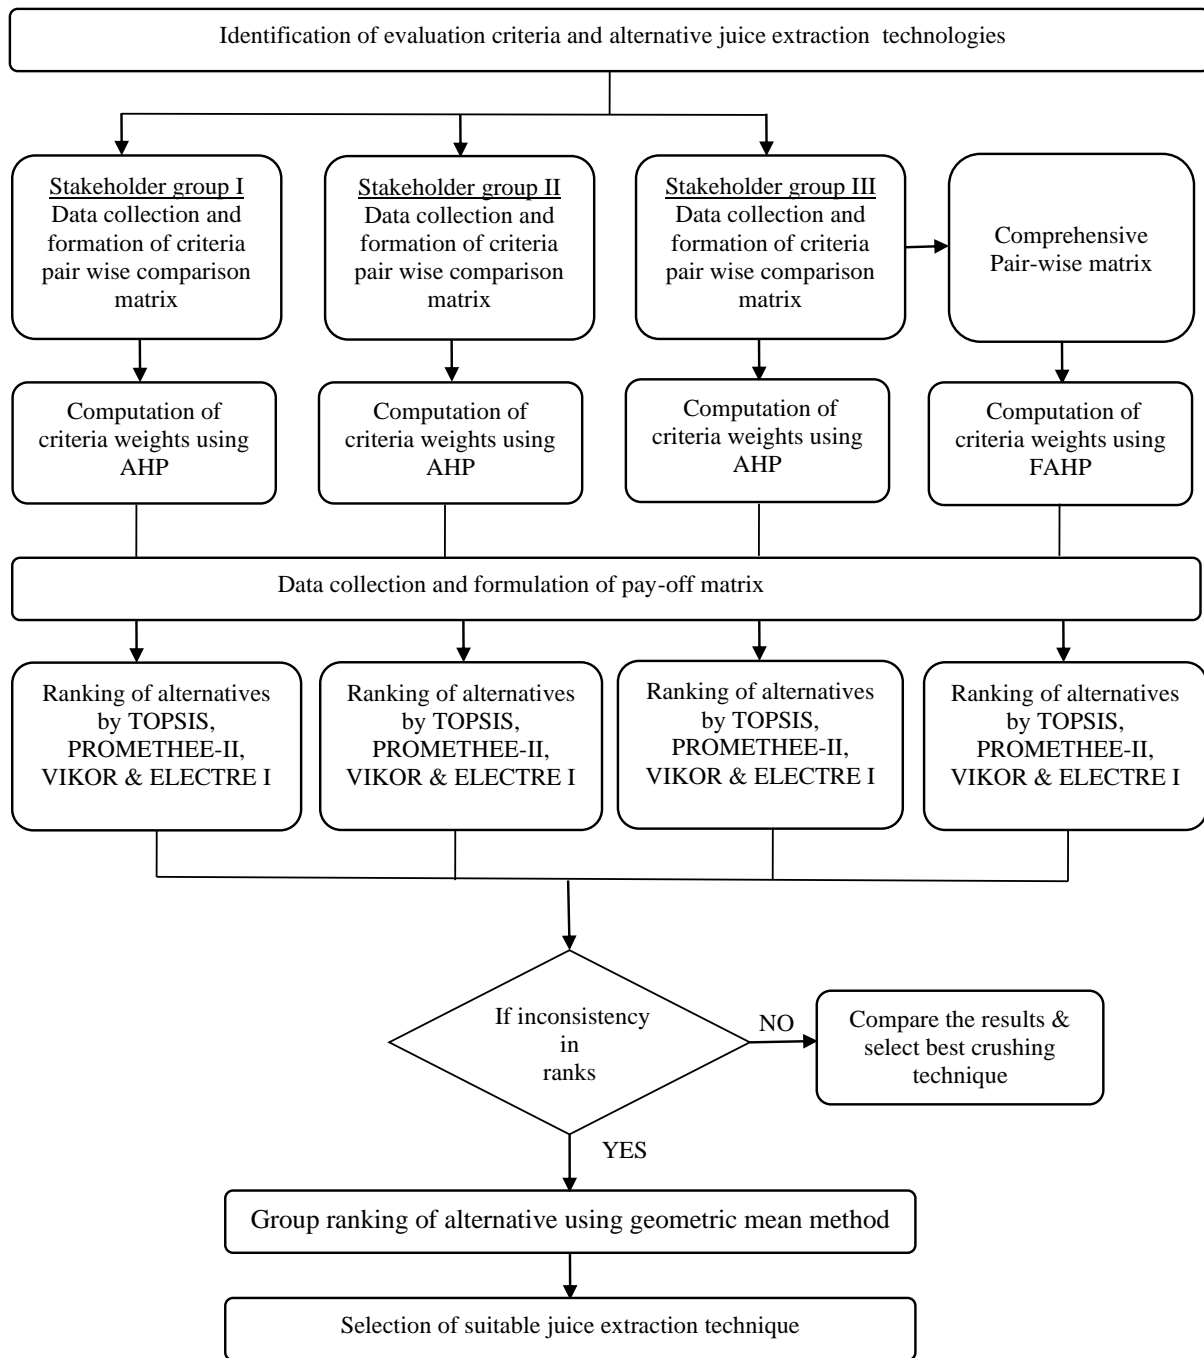 Identification of evaluation criteria and alternative juice extraction technologies
Stakeholder group I
Data collection and
formation of criteria
pair wise comparison
matrix
Stakeholder group II
Data collection and
formation of criteria
pair wise comparison
matrix
Stakeholder group III
Data collection and
formation of criteria
pair wise comparison
matrix
Comprehensive
Pair-wise matrix
Computation of
criteria weights using
AHP
Computation of
criteria weights using
AHP
Computation of
criteria weights using
AHP
Computation of
criteria weights using
FAHP
Data collection and formulation of pay-off matrix
Ranking of alternatives
by TOPSIS,
PROMETHEE-II,
VIKOR & ELECTRE I
Ranking of alternatives
by TOPSIS,
PROMETHEE-II,
VIKOR & ELECTRE I
Ranking of alternatives
by TOPSIS,
PROMETHEE-II,
VIKOR & ELECTRE I
Ranking of alternatives
by TOPSIS,
PROMETHEE-II,
VIKOR & ELECTRE I
If inconsistency
in
ranks
NO
Compare the results &
select best crushing
technique
YES
Group ranking of alternative using geometric mean method
Selection of suitable juice extraction technique